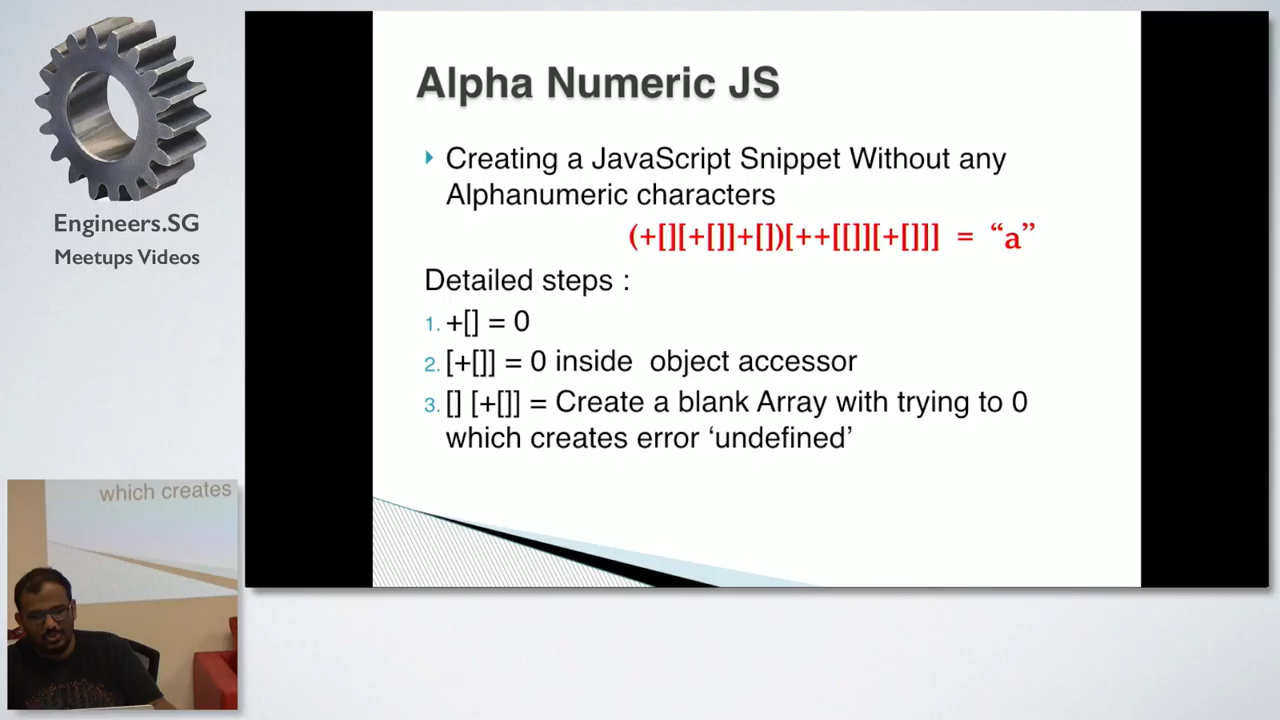 Engineers.SG
Meetups Videos
Alpha Numeric JS
Creating a JavaScript Snippet Without any
Alphanumeric characters
(+[][+[]]+[])[++[[]][+[]]] = “a”
Detailed steps :
1. +[] = 0
2. [+[]] = 0 inside object accessor
3. [] [+[]] = Create a blank Array with trying to 0
which creates error ‘undefined’
which creates